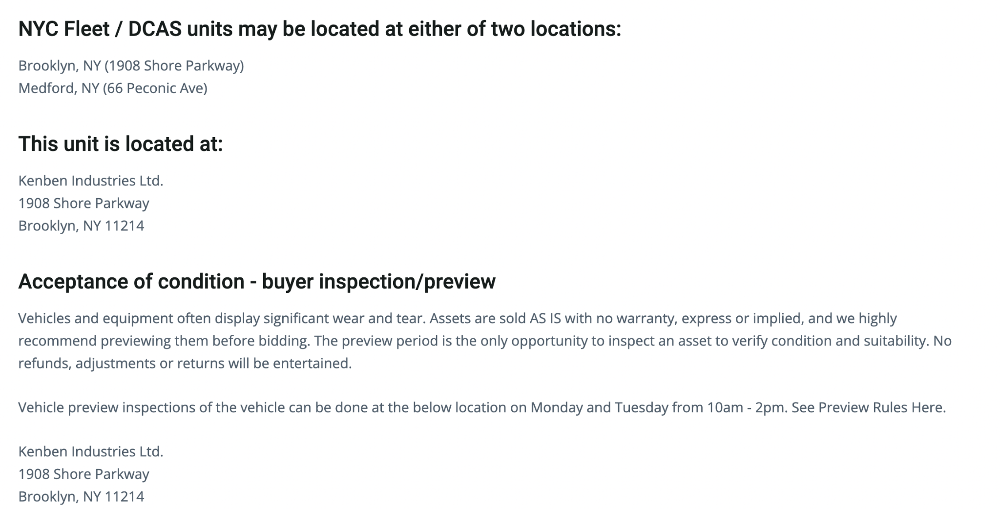 NYC Fleet / DCAS units may be located at either of two locations:
Brooklyn, NY (1908 Shore Parkway)
Medford, NY (66 Peconic Ave)
This unit is located at:
Kenben Industries Ltd.
1908 Shore Parkway
Brooklyn, NY 11214
Acceptance of condition - buyer inspection/preview
Vehicles and equipment often display significant wear and tear. Assets are sold AS IS with no warranty, express or implied, and we highly
recommend previewing them before bidding. The preview period is the only opportunity to inspect an asset to verify condition and suitability. No
refunds, adjustments or returns will be entertained.
Vehicle preview inspections of the vehicle can be done at the below location on Monday and Tuesday from 10am - 2pm. See Preview Rules Here.
Kenben Industries Ltd.
1908 Shore Parkway
Brooklyn, NY 11214